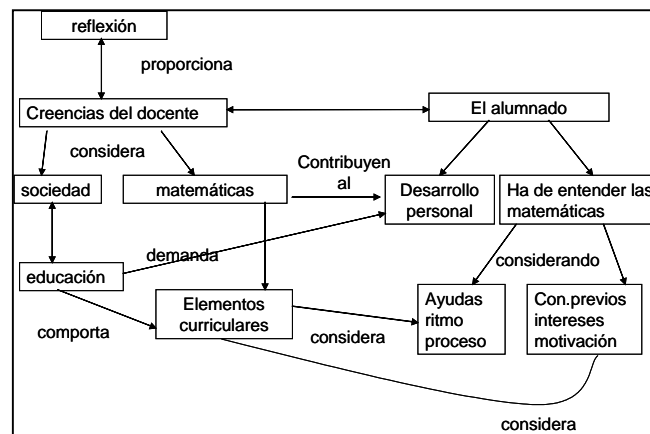 reflexión
proporciona
Creencias del docente
El alumnado
considera
Contribuyen
al
sociedad
matemáticas
Desarrollo
personal
Ha de entender las
matemáticas
demanda
considerando
educación
Elementos
curriculares
Ayudas
ritmo
proceso
Con.previos
intereses
motivación
comporta
considera
considera